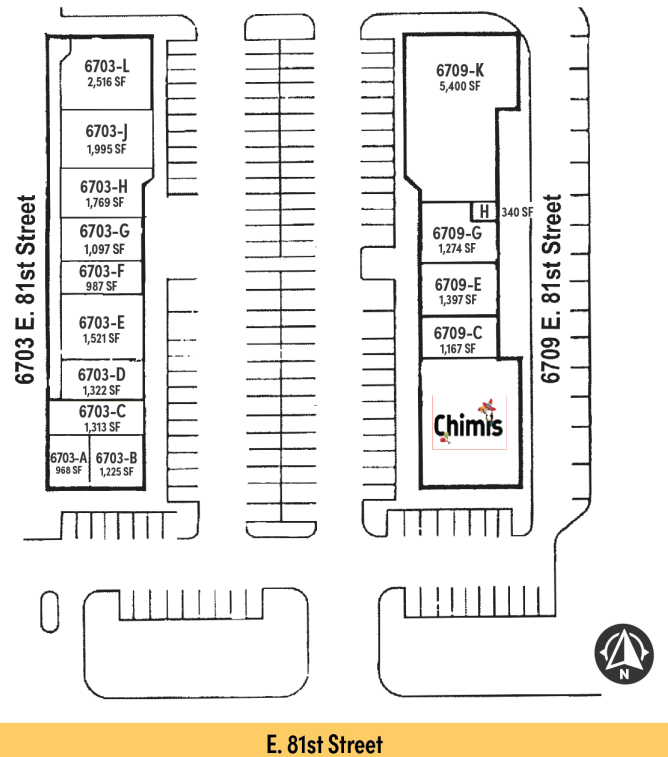 6703 E. 81st Street
6703-L
2,516 SF
6703-J
1,995 SF
6703-H
1,769 SF
6703-G
1,097 SF
6703-F
987 SF
6703-E
1,521 SF
6703-D
1,322 SF
6703-C
1,313 SF
6703-A
968 SF
6703-B
1,225 SF
6709-K
5,400 SF
H
340 SF
6709-G
1,274 SF
6709-E
1,397 SF
6709-C
1,167 SF
Chimis
6709 E. 81st Street
N
E. 81st Street